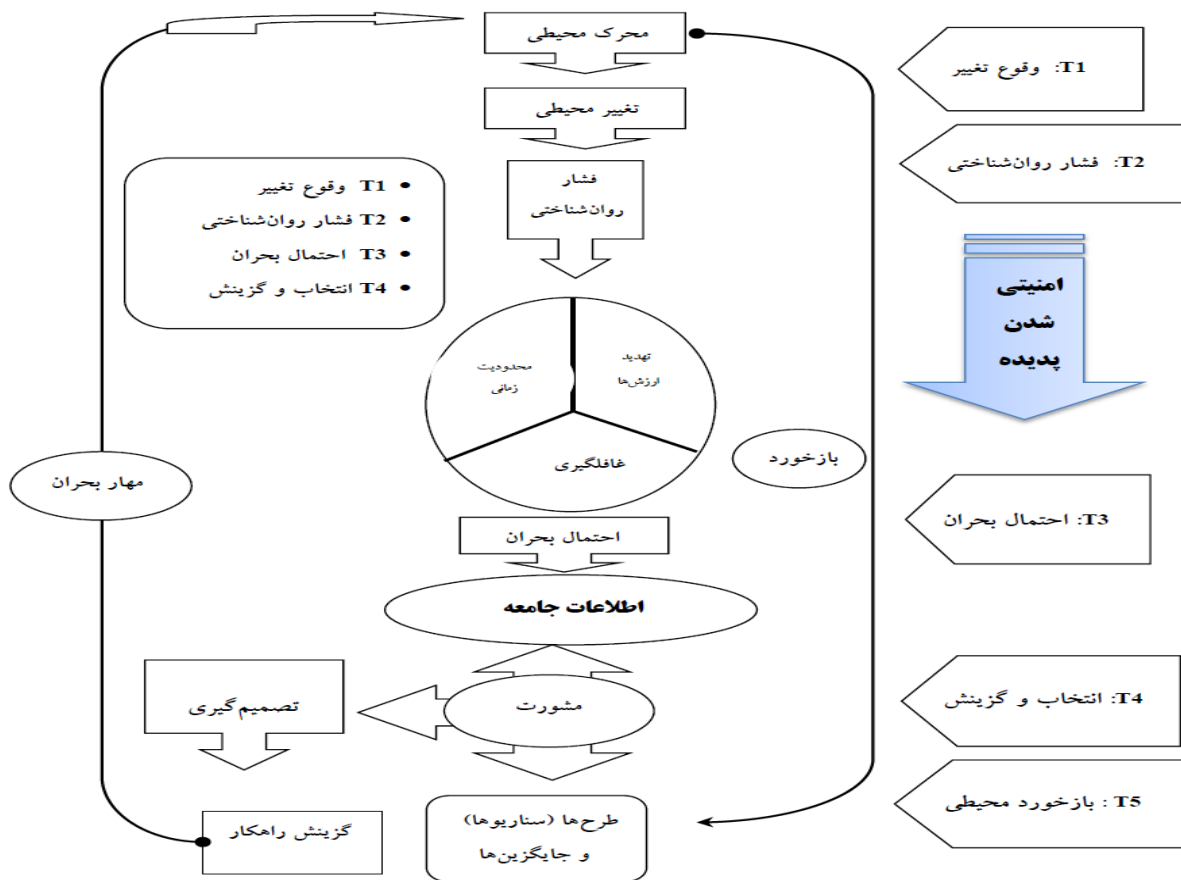 محرک محیطی
تغییر محیطی
فشار
روان‌شناختی
تهدید
ارزش‌ها
محدودیت
زمانی
غافلگیری
احتمال بحران
اطلاعات جامعه
مشورت
تصمیم‌گیری
طرح‌ها (سناریوها)
و جایگزین‌ها
گزینش راهکار
مهار بحران
بازخورد
• T1 وقوع تغییر
• T2 فشار روان‌شناختی
• T3 احتمال بحران
• T4 انتخاب و گزینش
T1: وقوع تغییر
T2: فشار روان‌شناختی
امنیتی
شدن
پدیده
T3: احتمال بحران
T4: انتخاب و گزینش
T5 : بازخورد محیطی